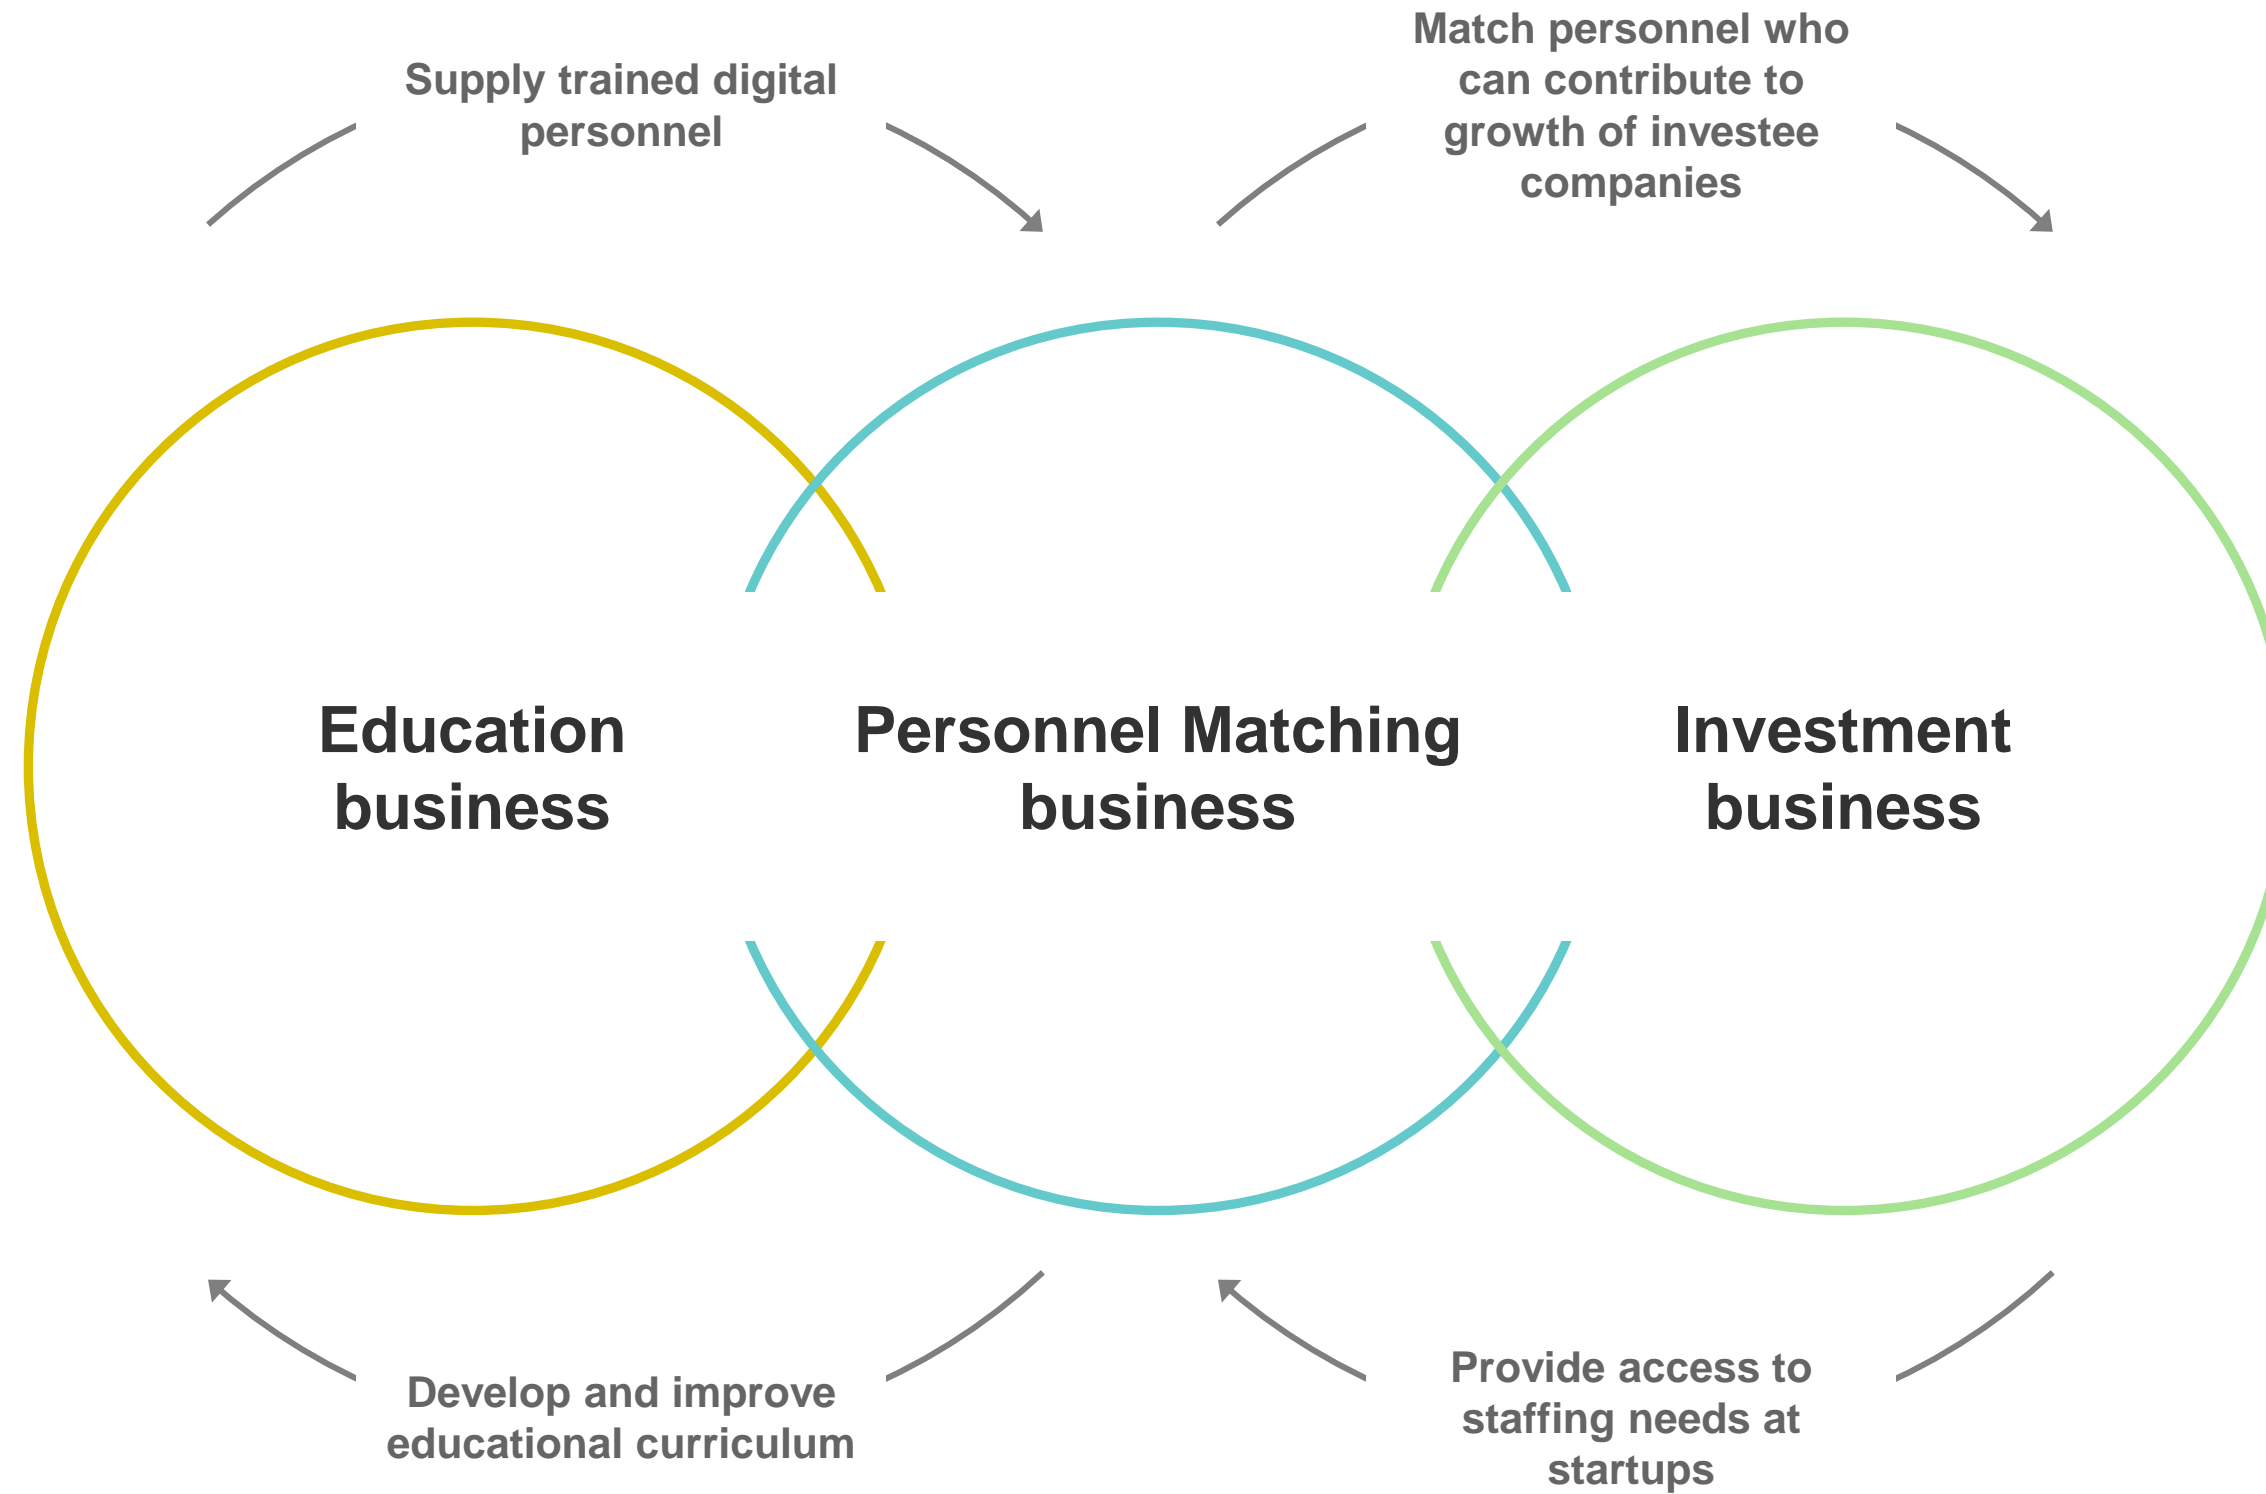 Supply trained digital
personnel
Match personnel who
can contribute to
growth of investee
companies
Education
business
Personnel Matching
business
Investment
business
Develop and improve
educational curriculum
Provide access to
staffing needs at
startups